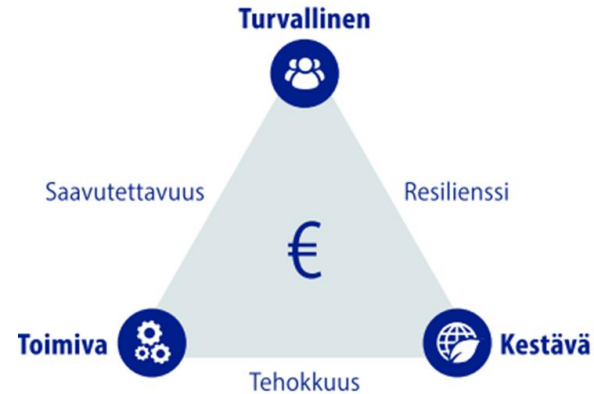 Turvallinen
Saavutettavuus
Resilienssi
€
Toimiva
Kestävä
Tehokkuus